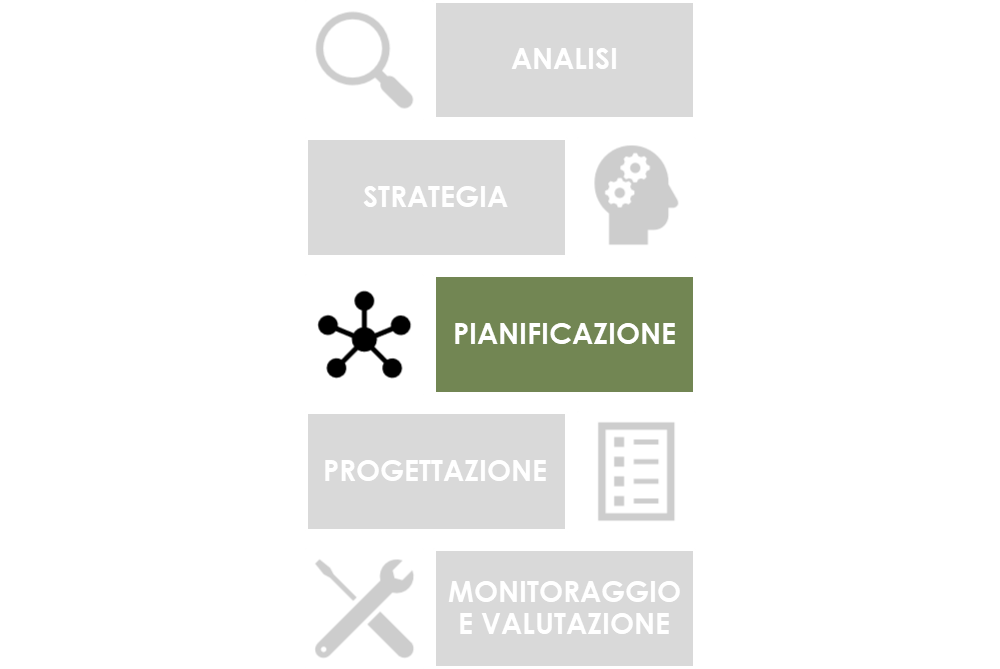 ANALISI
STRATEGIA
PIANIFICAZIONE
PROGETTAZIONE
MONITORAGGIO
E VALUTAZIONE